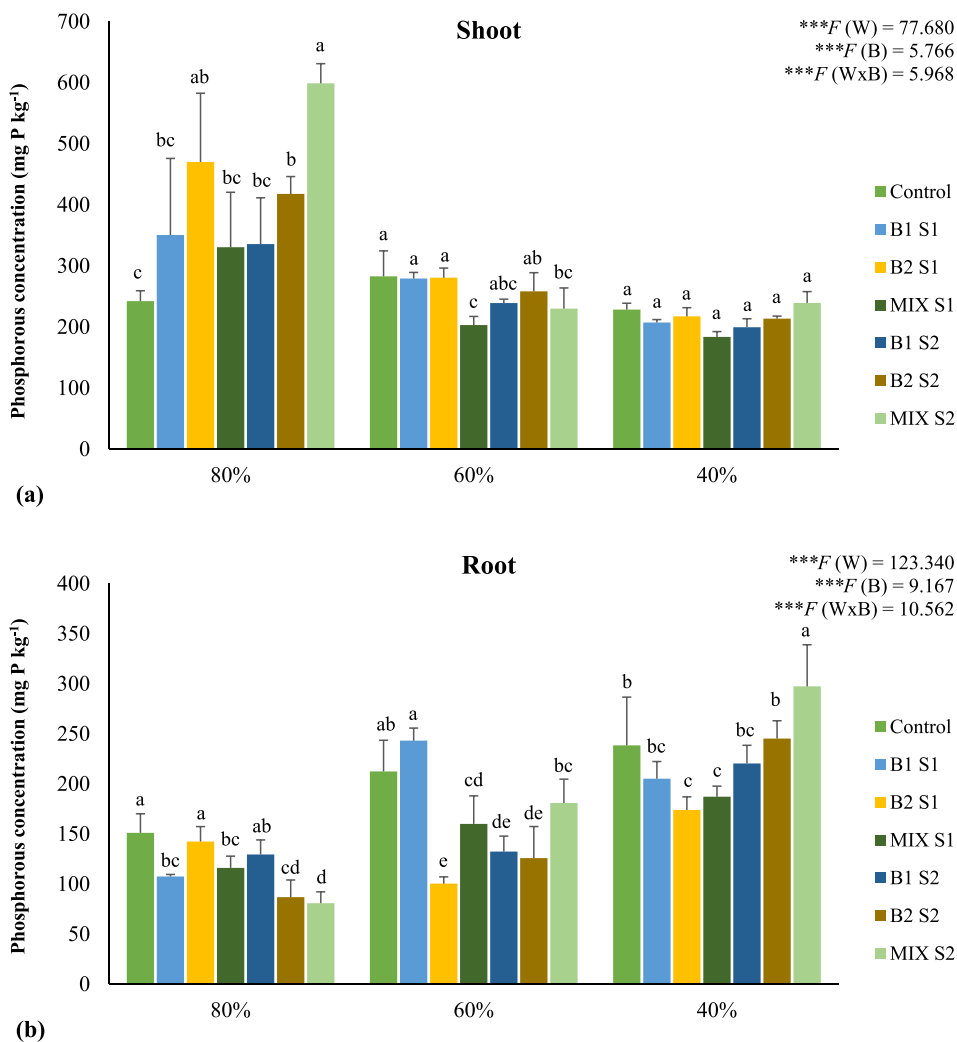 Shoot
***F (W) = 77.680
***F (B) = 5.766
***F (WxB) = 5.968
Phosphorous concentration (mg P kg-1)
700
600
500
400
300
200
100
0
c
bc
ab
bc
bc
b
a
a
a
a
c
abc
ab
bc
a
a
a
a
a
a
a
80%
60%
40%
Control
B1 S1
B2 S1
MIX S1
B1 S2
B2 S2
MIX S2
(a)
Root
***F (W) = 123.340
***F (B) = 9.167
***F (WxB) = 10.562
Phosphorous concentration (mg P kg-1)
400
350
300
250
200
150
100
50
0
a
bc
a
bc
ab
cd
d
ab
a
e
cd
de
de
bc
b
bc
c
c
bc
b
a
80%
60%
40%
Control
B1 S1
B2 S1
MIX S1
B1 S2
B2 S2
MIX S2
(b)